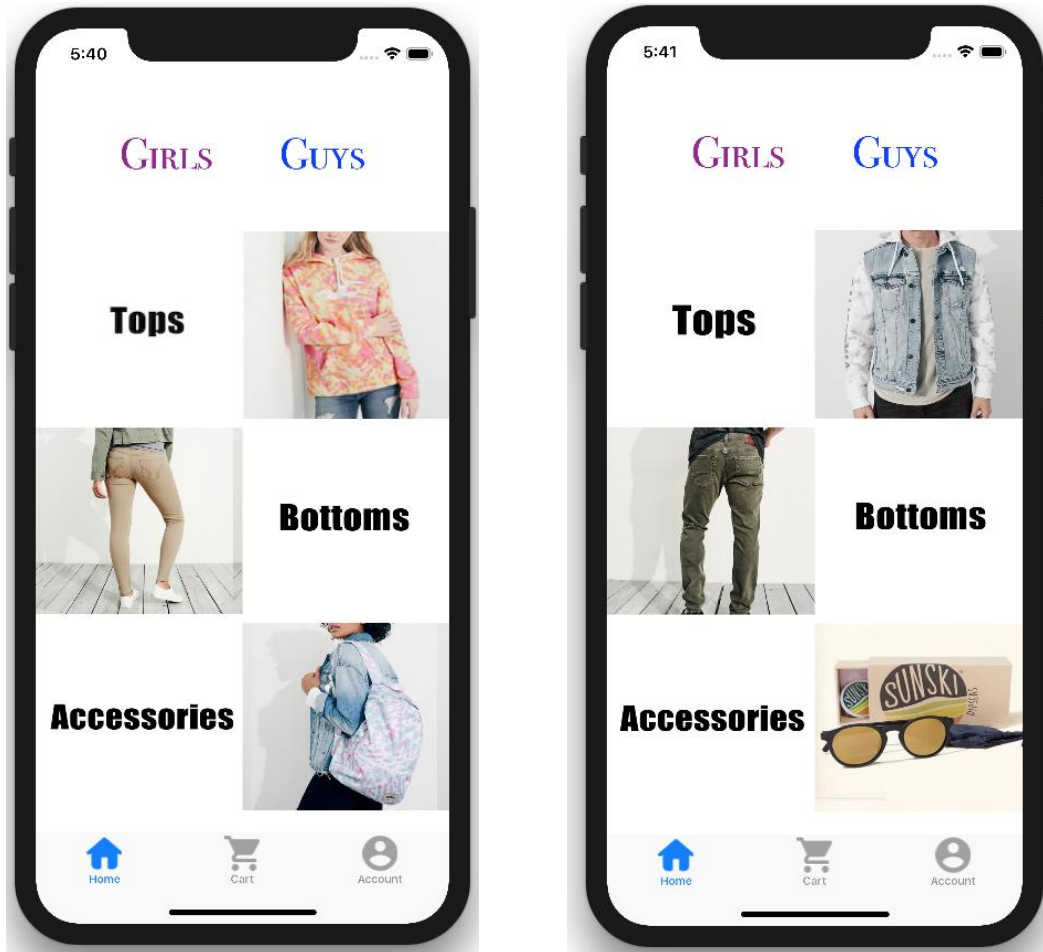 5:40
Girls Guys
Tops
Bottoms
Accessories
Home Cart Account
5:41
Girls Guys
Tops
Bottoms
SUNSKI
DIPSEAS
Accessories
Home Cart Account